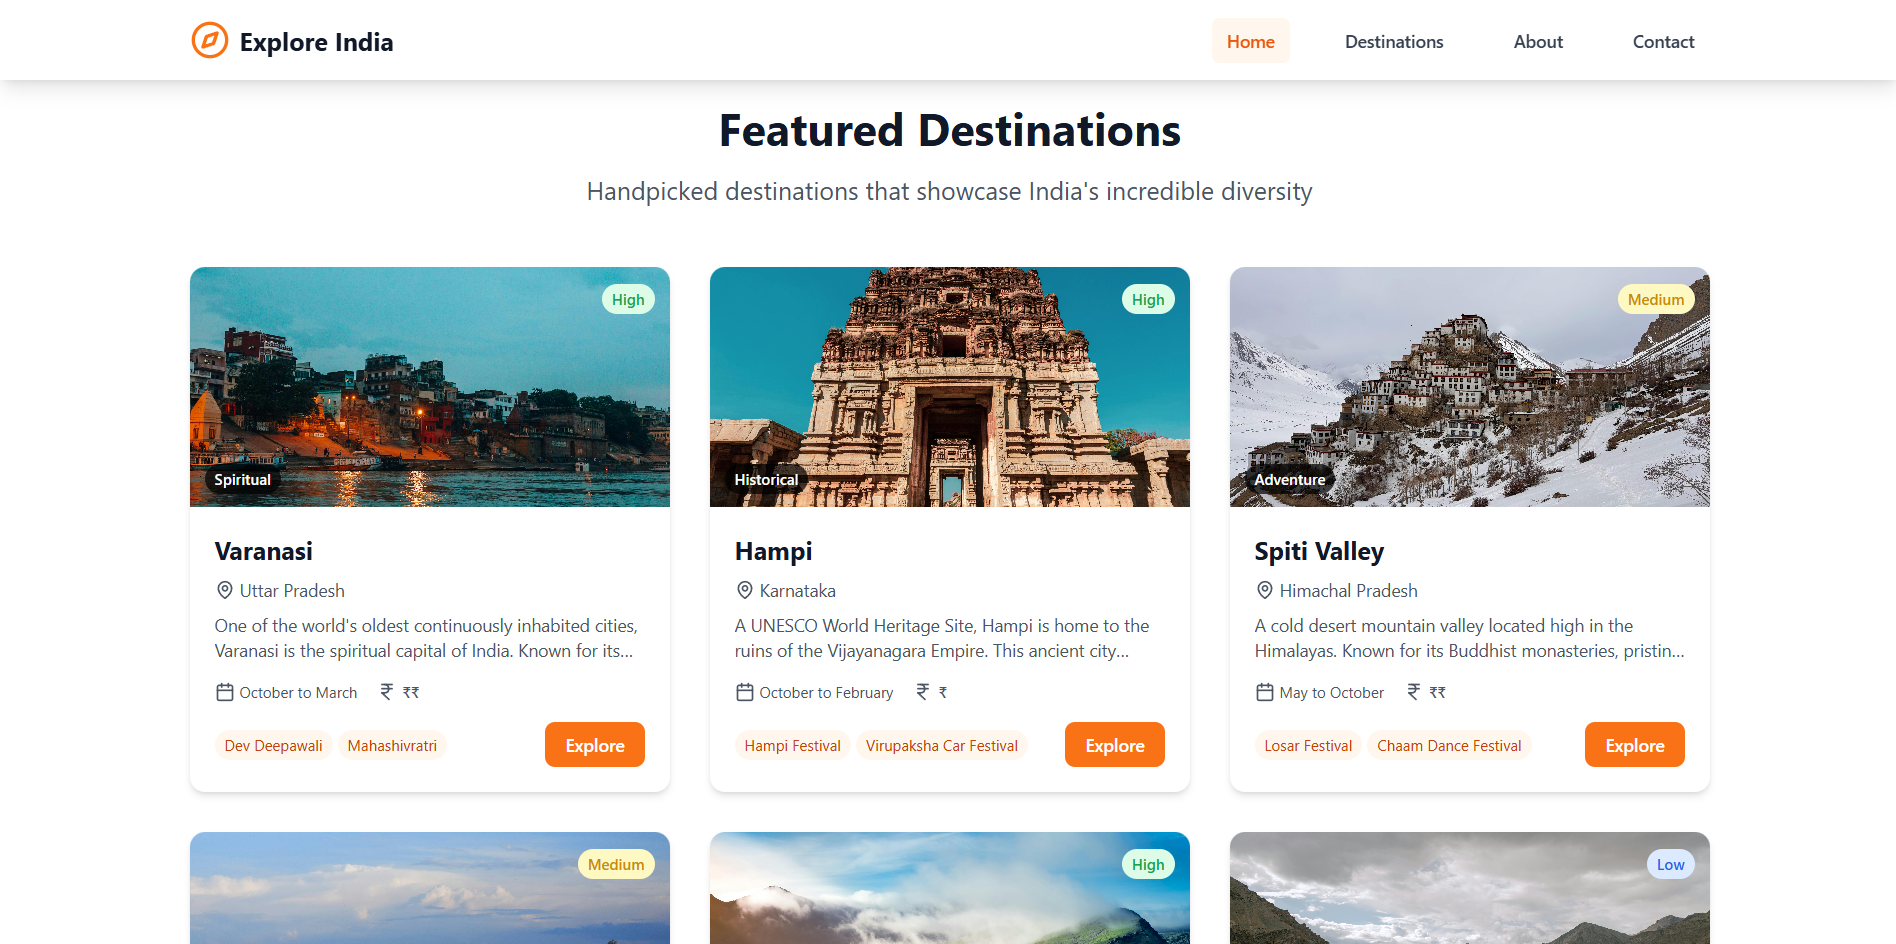 Explore India
Home
Destinations
About
Contact
Featured Destinations
Handpicked destinations that showcase India's incredible diversity
High
Spiritual
Varanasi
Uttar Pradesh
One of the world's oldest continuously inhabited cities,
Varanasi is the spiritual capital of India. Known for its...
October to March ₹ ₹₹
Dev Deepawali Mahashivratri
Explore
High
Historical
Hampi
Karnataka
A UNESCO World Heritage Site, Hampi is home to the
ruins of the Vijayanagara Empire. This ancient city...
October to February ₹ ₹
Hampi Festival Virupaksha Car Festival
Explore
Medium
Adventure
Spiti Valley
Himachal Pradesh
A cold desert mountain valley located high in the
Himalayas. Known for its Buddhist monasteries, pristin...
May to October ₹ ₹₹
Losar Festival Chaam Dance Festival
Explore
Medium
High
Low